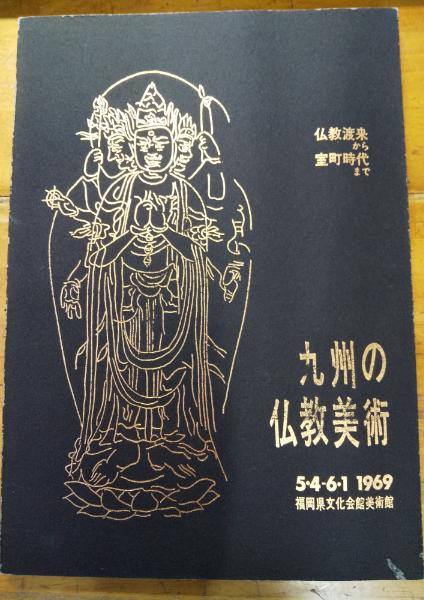 仏教渡来
から
室町時代
まで
九州の
仏教美術
5·4-6·1 1969
福岡県文化会館美術館